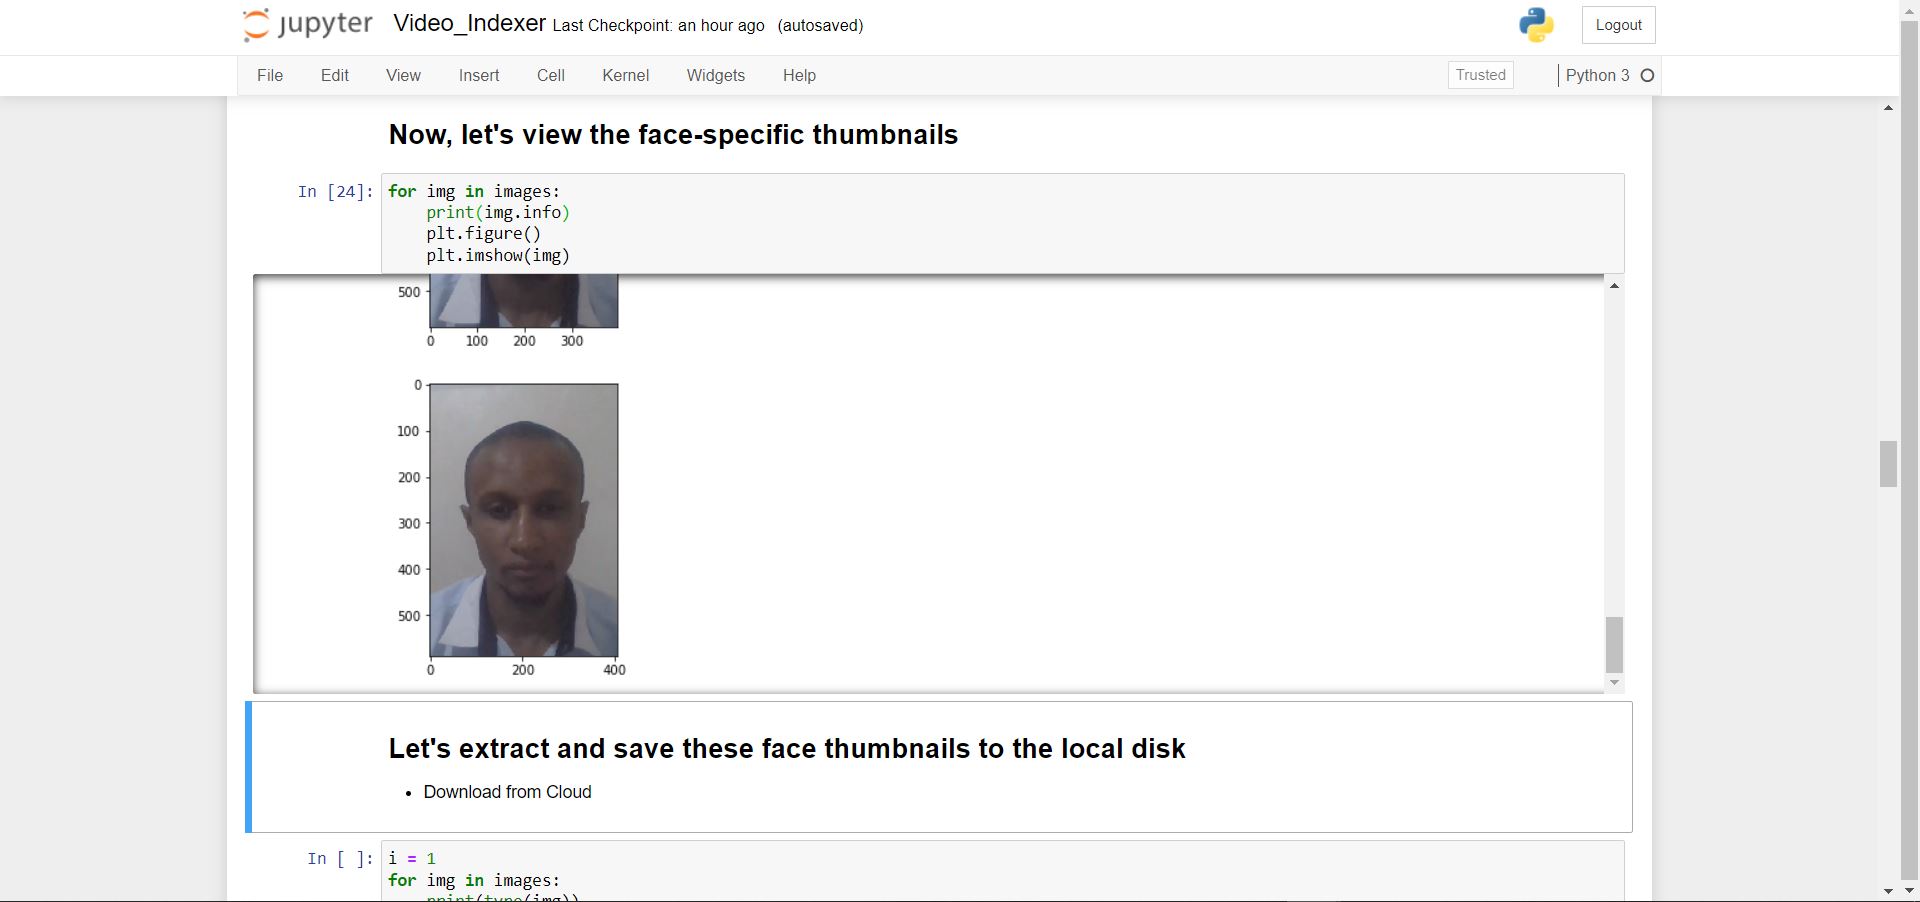 jupyter Video_Indexer Last Checkpoint: an hour ago (autosaved) Logout
File Edit View Insert Cell Kernel Widgets Help Trusted Python 3
Now, let's view the face-specific thumbnails
In [24]: for img in images:
print(img.info)
plt.figure()
plt.imshow(img)
500
0 100 200 300
0
100
200
300
400
500
0 200 400
Let's extract and save these face thumbnails to the local disk
• Download from Cloud
In [ ]: i = 1
for img in images:
print(type(img))